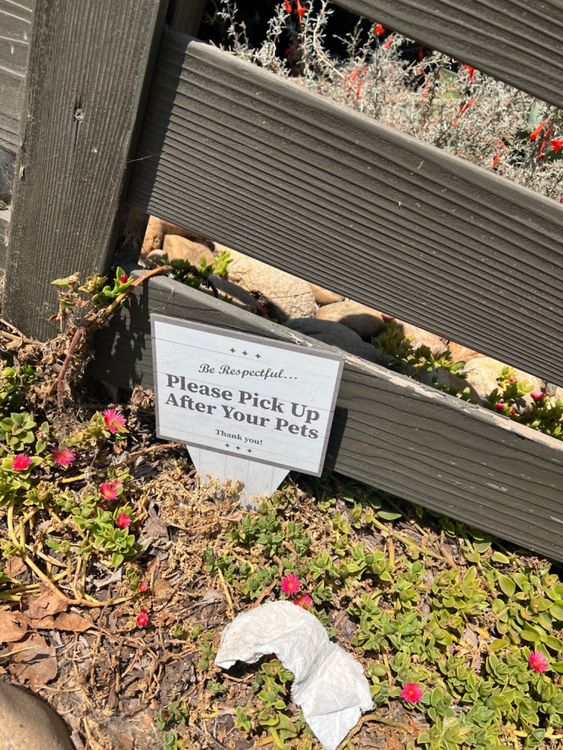 Be Respectful...
Please Pick Up
After Your Pets
Thank you!